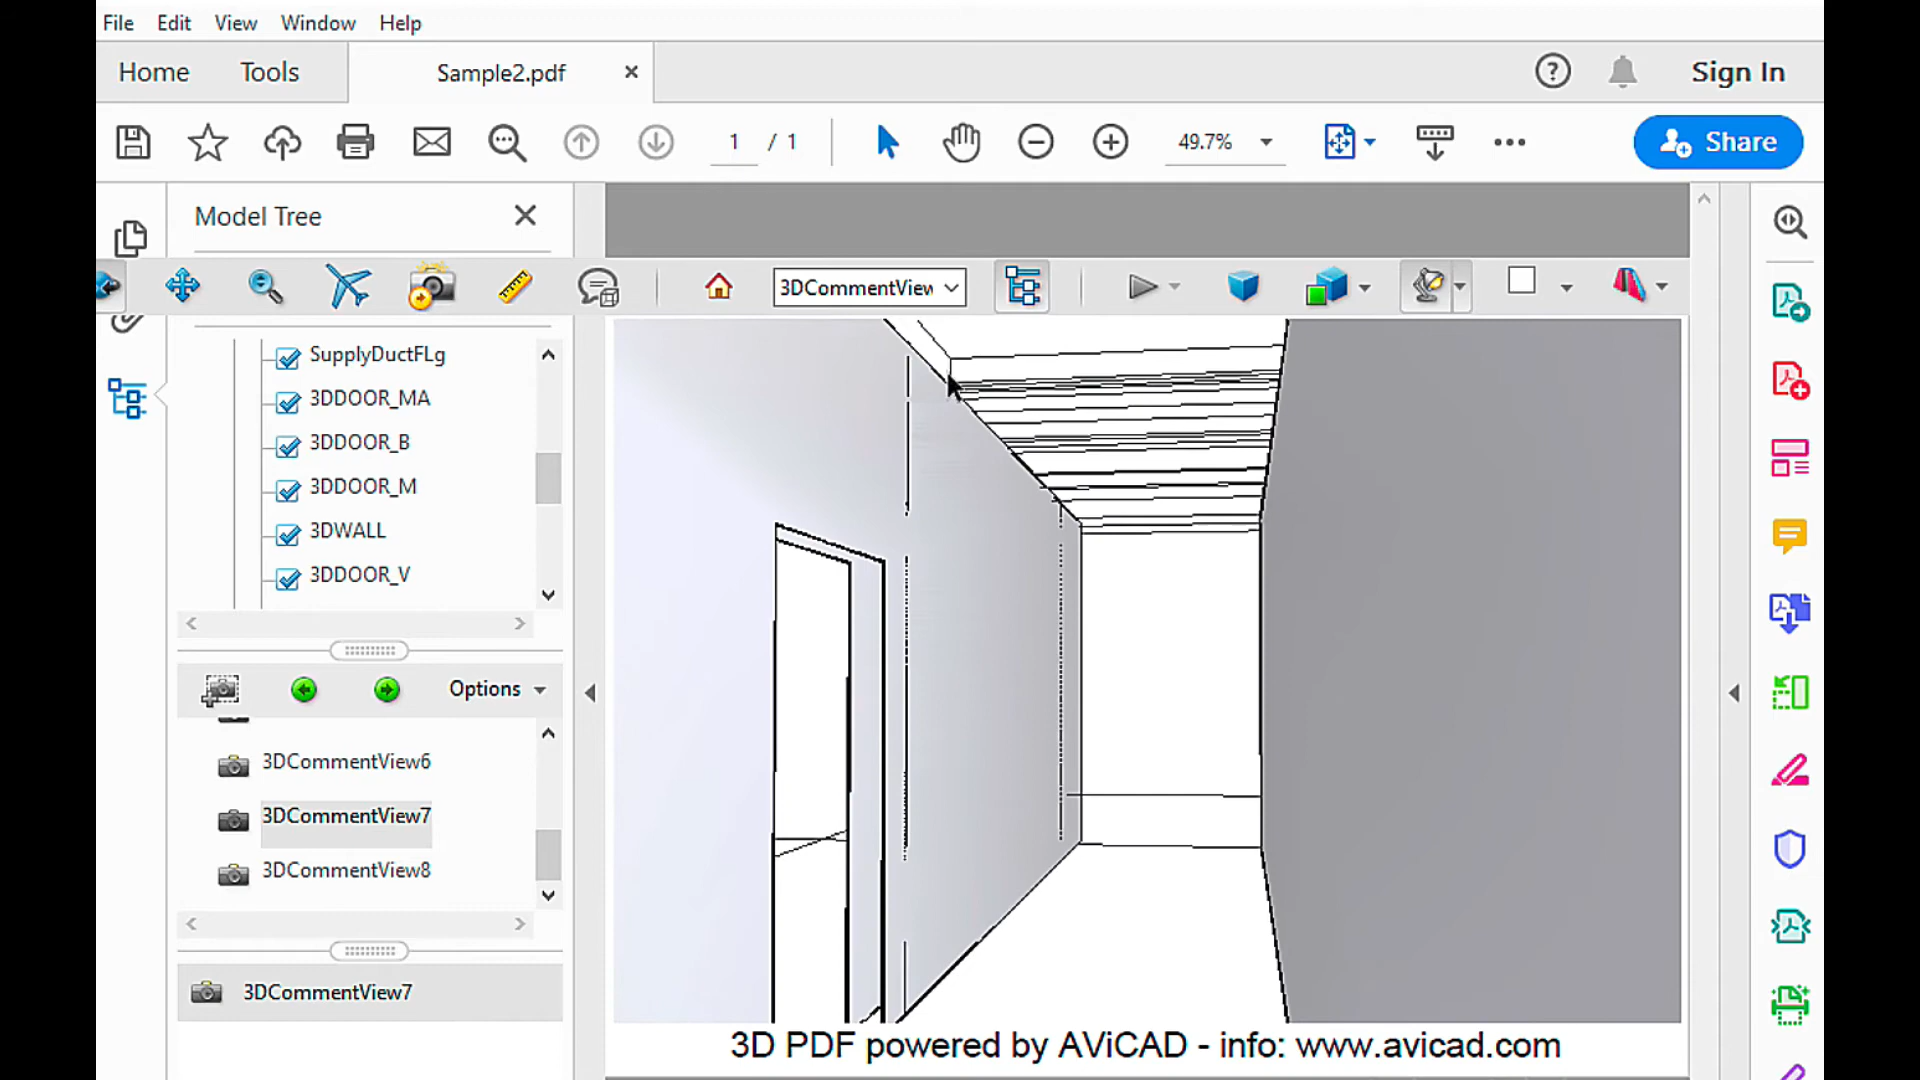 File Edit View Window Help
Home Tools Sample2.pdf Sign In
1 / 1 49.7% Share
Model Tree
3DCommentView
SupplyDuctFLg
3DDOOR_MA
3DDOOR_B
3DDOOR_M
3DWALL
3DDOOR_V
Options
3DCommentView6
3DCommentView7
3DCommentView8
3DCommentView7
3D PDF powered by AViCAD - info: www.avicad.com